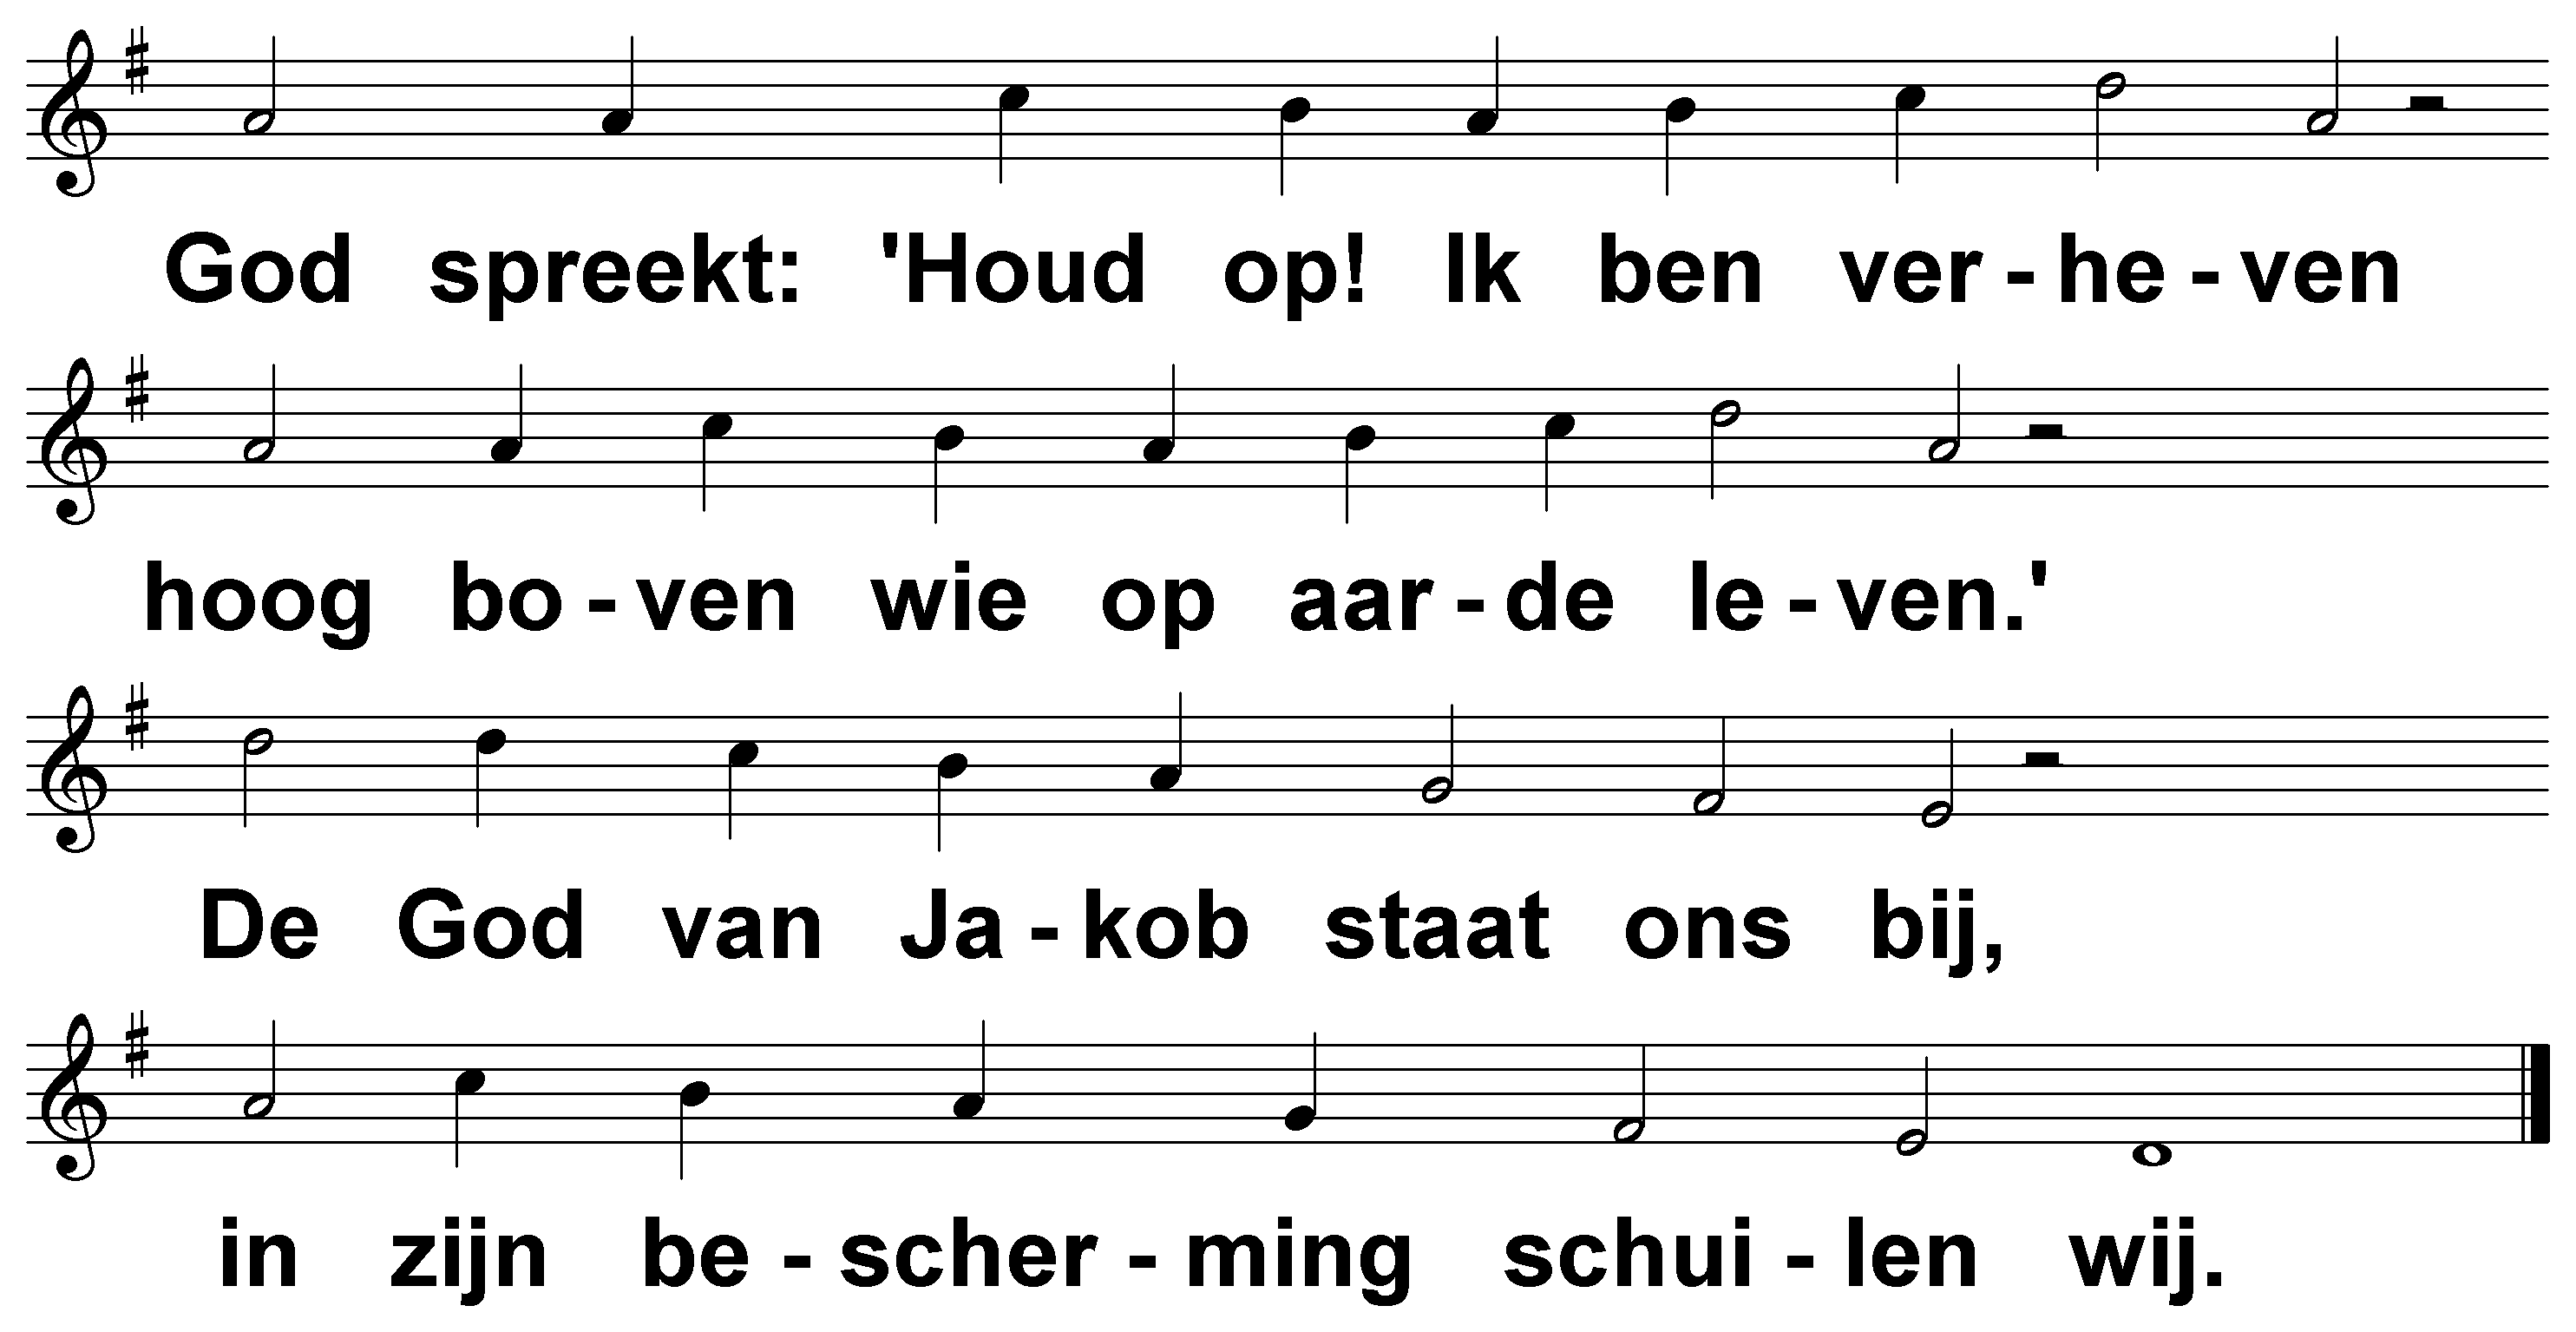 God spreekt: 'Houd op! Ik ben ver - he - ven
hoog bo - ven wie op aar - de le - ven.'
De God van Ja - kob staat ons bij,
in zijn be - scher - ming schui - len wij.